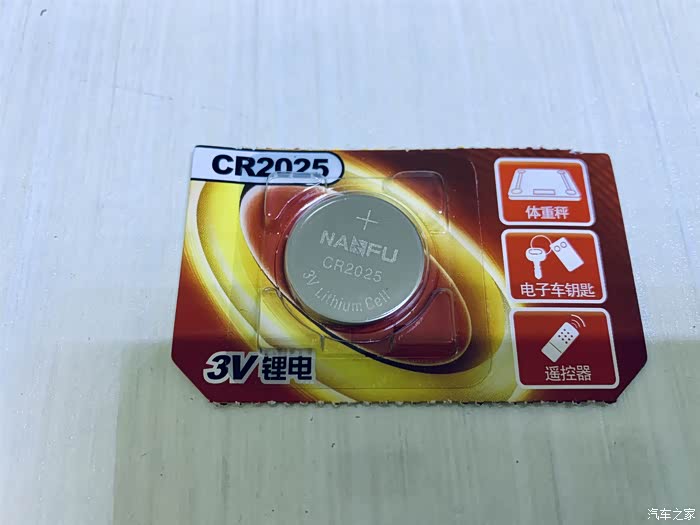 CR2025
+
NANFU
CR2025
3V Lithium Cell
3V锂电
体重秤
电子车钥匙
遥控器
汽车之家